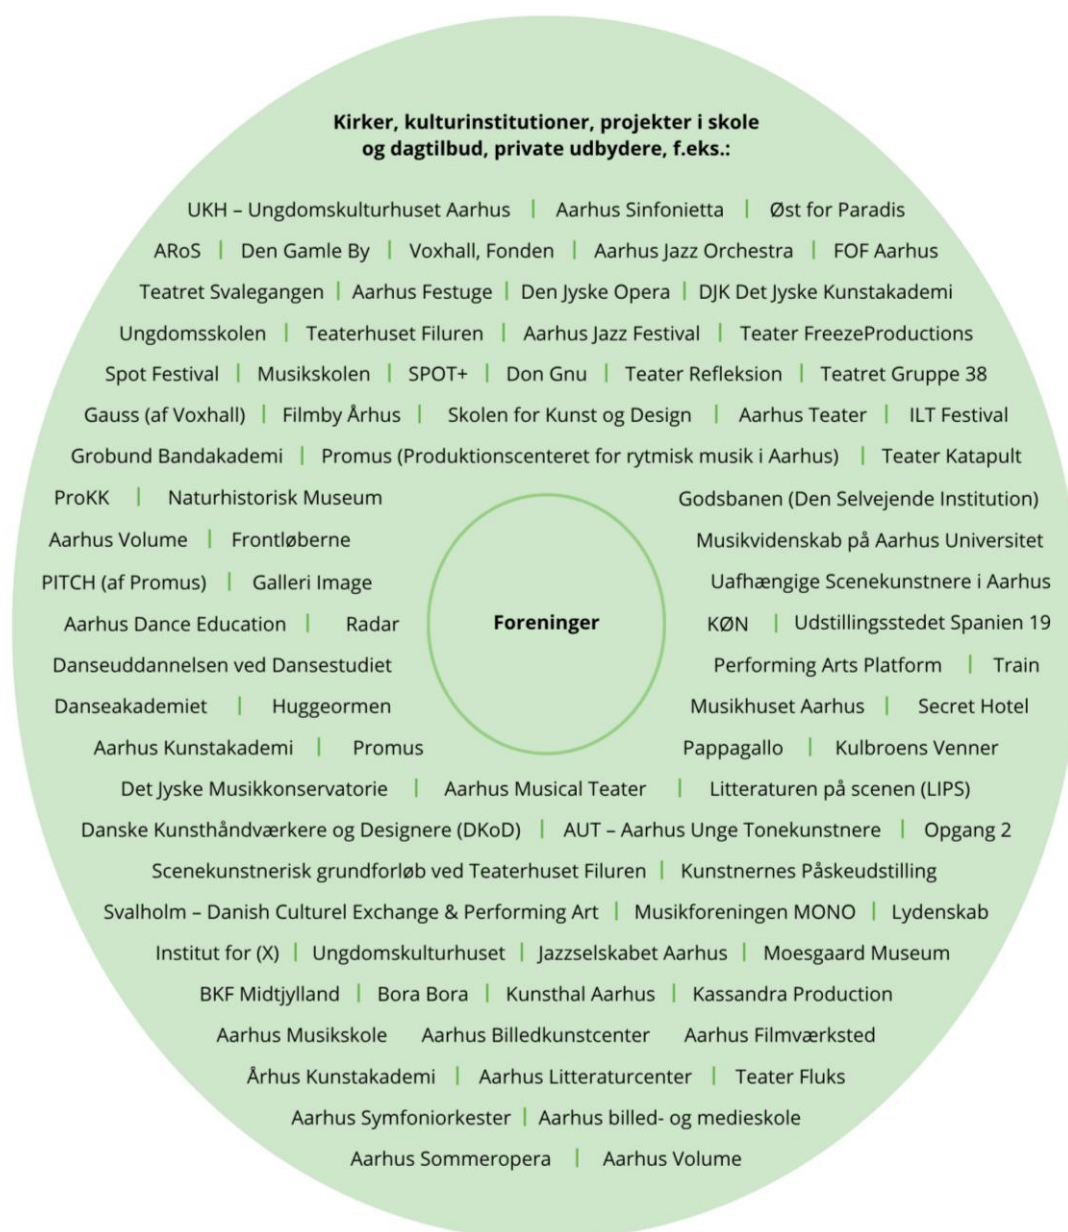 Kirker, kulturinstitutioner, projekter i skole
og dagtilbud, private udbydere, f.eks.:
UKH – Ungdomskulturhuset Aarhus | Aarhus Sinfonietta | Øst for Paradis
ARoS | Den Gamle By | Voxhall, Fonden | Aarhus Jazz Orchestra | FOF Aarhus
Teatret Svalegangen | Aarhus Festuge | Den Jyske Opera | DJK Det Jyske Kunstakademi
Ungdomsskolen | Teaterhuset Filuren | Aarhus Jazz Festival | Teater FreezeProductions
Spot Festival | Musikskolen | SPOT+ | Don Gnu | Teater Refleksion | Teatret Gruppe 38
Gauss (af Voxhall) | Filmby Århus | Skolen for Kunst og Design | Aarhus Teater | ILT Festival
Grobund Bandakademi | Promus (Produktionscenteret for rytmisk musik i Aarhus) | Teater Katapult
ProKK | Naturhistorisk Museum Godsbanen (Den Selvejende Institution)
Aarhus Volume | Frontløberne Musikvidenskab på Aarhus Universitet
PITCH (af Promus) | Galleri Image Uafhængige Scenekunstnere i Aarhus
Aarhus Dance Education | Radar Foreninger KØN | Udstillingsstedet Spanien 19
Danseuddannelsen ved Dansestudiet Performing Arts Platform | Train
Danseakademiet | Huggeormen Musikhuset Aarhus | Secret Hotel
Aarhus Kunstakademi | Promus Pappagallo | Kulbroens Venner
Det Jyske Musikkonservatorie | Aarhus Musical Teater | Litteraturen på scenen (LIPS)
Danske Kunsthåndværkere og Designere (DKoD) | AUT – Aarhus Unge Tonekunstnere | Opgang 2
Scenekunstnerisk grundforløb ved Teaterhuset Filuren | Kunstnernes Påskeudstilling
Svalholm – Danish Culturel Exchange & Performing Art | Musikforeningen MONO | Lydenskab
Institut for (X) | Ungdomskulturhuset | Jazzselskabet Aarhus | Moesgaard Museum
BKF Midtjylland | Bora Bora | Kunsthal Aarhus | Kassandra Production
Aarhus Musikskole Aarhus Billedkunstcenter Aarhus Filmværksted
Århus Kunstakademi | Aarhus Litteraturcenter | Teater Fluks
Aarhus Symfoniorkester | Aarhus billed- og medieskole
Aarhus Sommeropera | Aarhus Volume